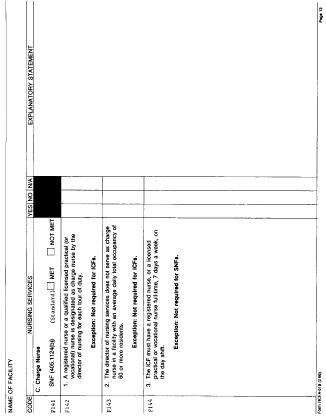 NAME OF FACILITY
CODE
NURSING SERVICES
YES
NO
N/A
EXPLANATORY STATEMENT
C. Charge Nurse
F141
SNF (405.1124(b))
(Standard)
MET
NOT MET
F142
1. A registered nurse or a qualified licensed practical (or
vocational) nurse is designated as charge nurse by the
director of nursing for each tour of duty.
Exception: Not required for ICFs.
F143
2. The director of nursing services does not serve as charge
nurse in a facility with an average daily total occupancy of
60 or more residents.
Exception: Not required for ICFs.
F144
3. The ICF must have a registered nurse, or a licensed
practical or vocational nurse full-time, 7 days a week, on
the day shift.
Exception: Not required for SNFs.
Page 13